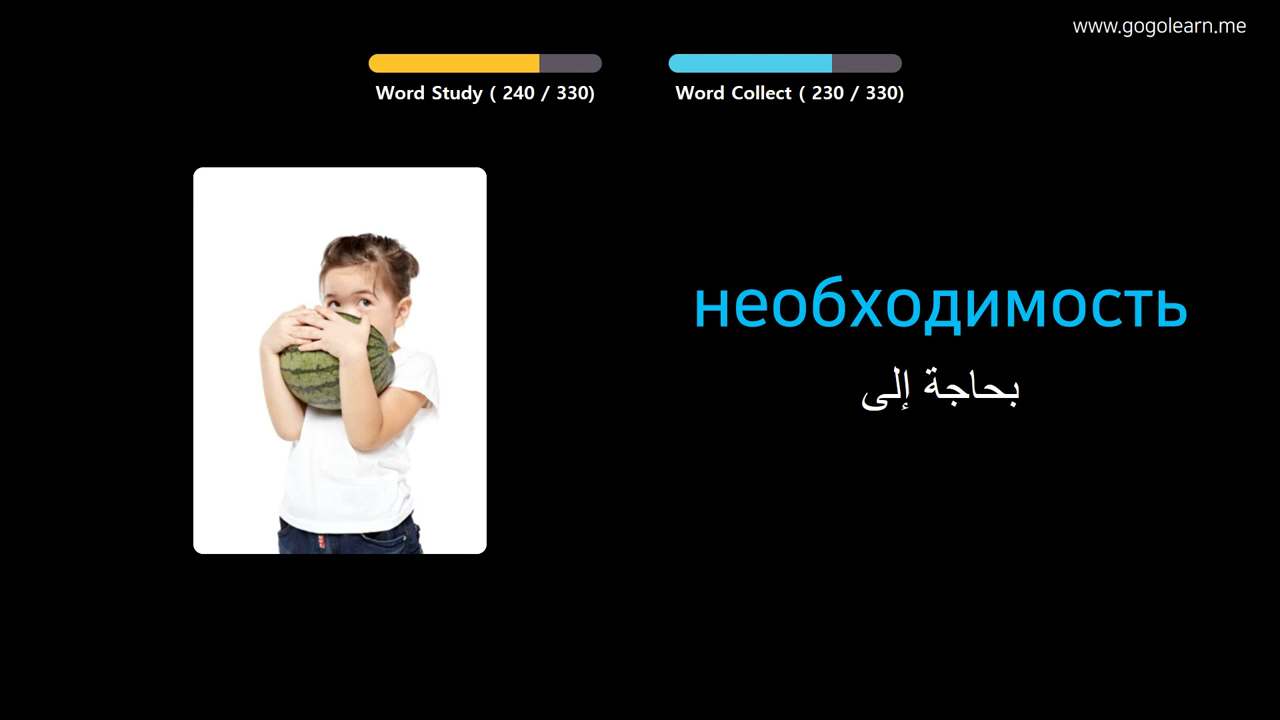 www.gogolearn.me
Word Study ( 240 / 330)
Word Collect ( 230 / 330)
необходимость
بحاجة إلى